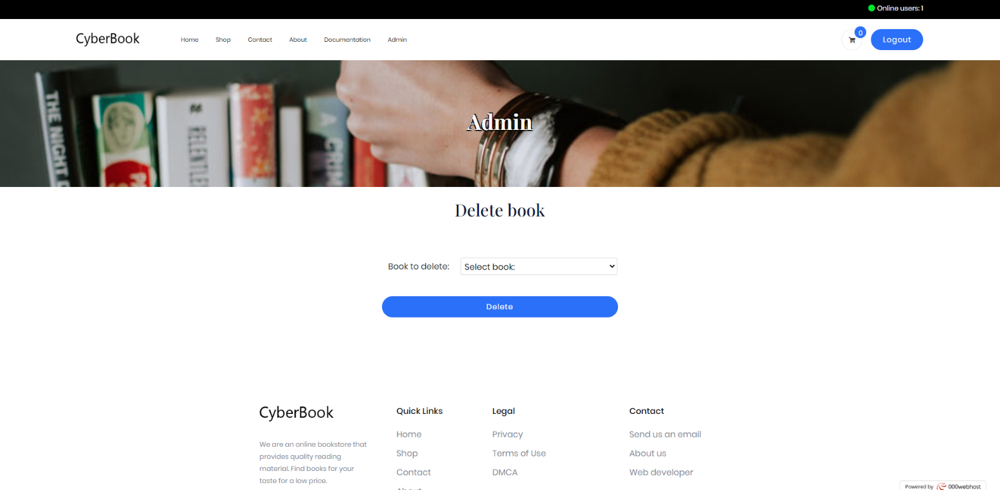 Online users: 1
CyberBook
Home
Shop
Contact
About
Documentation
Admin
0
Logout
THE NIGHT
RELENTLES
A CRIM
Admin
Delete book
Book to delete:
Select book:
Delete
CyberBook
We are an online bookstore that
provides quality reading
material. Find books for your
taste for a low price.
Quick Links
Home
Shop
Contact
About
Legal
Privacy
Terms of Use
DMCA
Contact
Send us an email
About us
Web developer
Powered by 000webhost